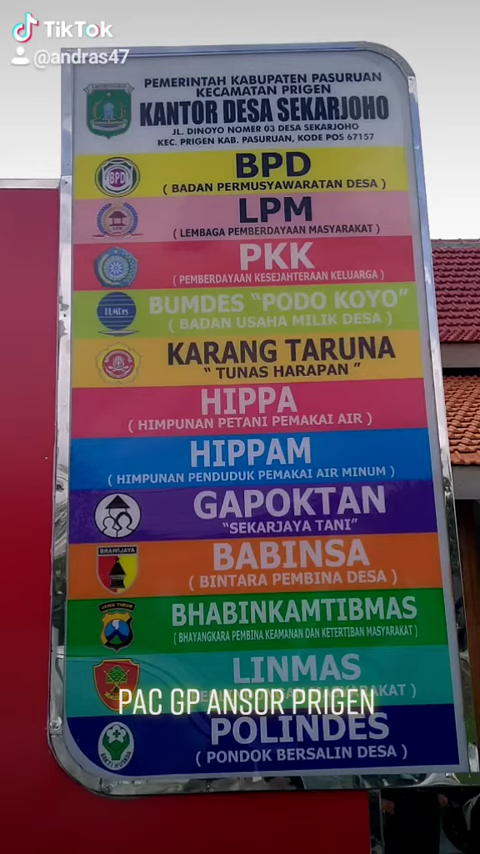 TikTok
@andras47
PEMERINTAH KABUPATEN PASURUAN
KECAMATAN PRIGEN
KANTOR DESA SEKARJOHO
JL. DINOYO NOMER 03 DESA SEKARJOHO
KEC. PRIGEN KAB. PASURUAN, KODE POS 67157
BPD
BPD
( BADAN PERMUSYAWARATAN DESA )
LPM
( LEMBAGA PEMBERDAYAAN MASYARAKAT )
PKK
( PEMBERDAYAAN KESEJAHTERAAN KELUARGA )
BUMDES "PODO KOYO"
( BADAN USAHA MILIK DESA )
KARANG TARUNA
" TUNAS HARAPAN "
HIPPA
( HIMPUNAN PETANI PEMAKAI AIR )
HIPPAM
( HIMPUNAN PENDUDUK PEMAKAI AIR MINUM )
GAPOKTAN
"SEKARJAYA TANI"
BRAWIJAYA
BABINSA
( BINTARA PEMBINA DESA )
JAWA TIMUR
BHABINKAMTIBMAS
( BHAYANGKARA PEMBINA KEAMANAN DAN KETERTIBAN MASYARAKAT )
LINMAS
PAC GP ANSOR PRIGEN
POLINDES
( PONDOK BERSALIN DESA )